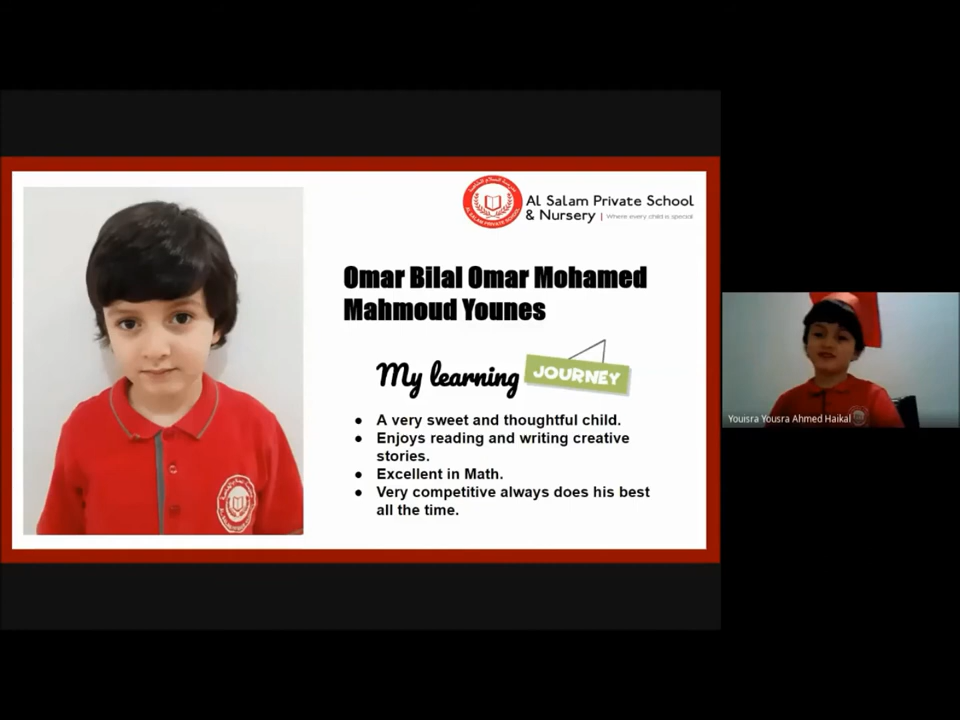 Al Salam Private School
& Nursery | Where every child is special
Omar Bilal Omar Mohamed
Mahmoud Younes
My learning JOURNEY
● A very sweet and thoughtful child.
● Enjoys reading and writing creative
stories.
● Excellent in Math.
● Very competitive always does his best
all the time.
Youisra Yousra Ahmed Haikal